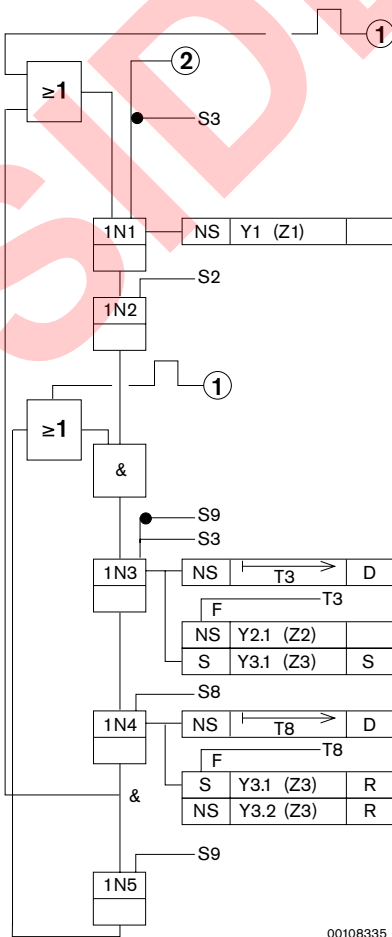 1
≥1
2
S3
1N1 NS Y1 (Z1)
S2
1N2
1
≥1
&
S9
S3
1N3 NS T3 D
T3
F
NS Y2.1 (Z2)
S Y3.1 (Z3) S
S8
1N4 NS T8 D
T8
F
& S Y3.1 (Z3) R
NS Y3.2 (Z3) R
S9
1N5
00108335